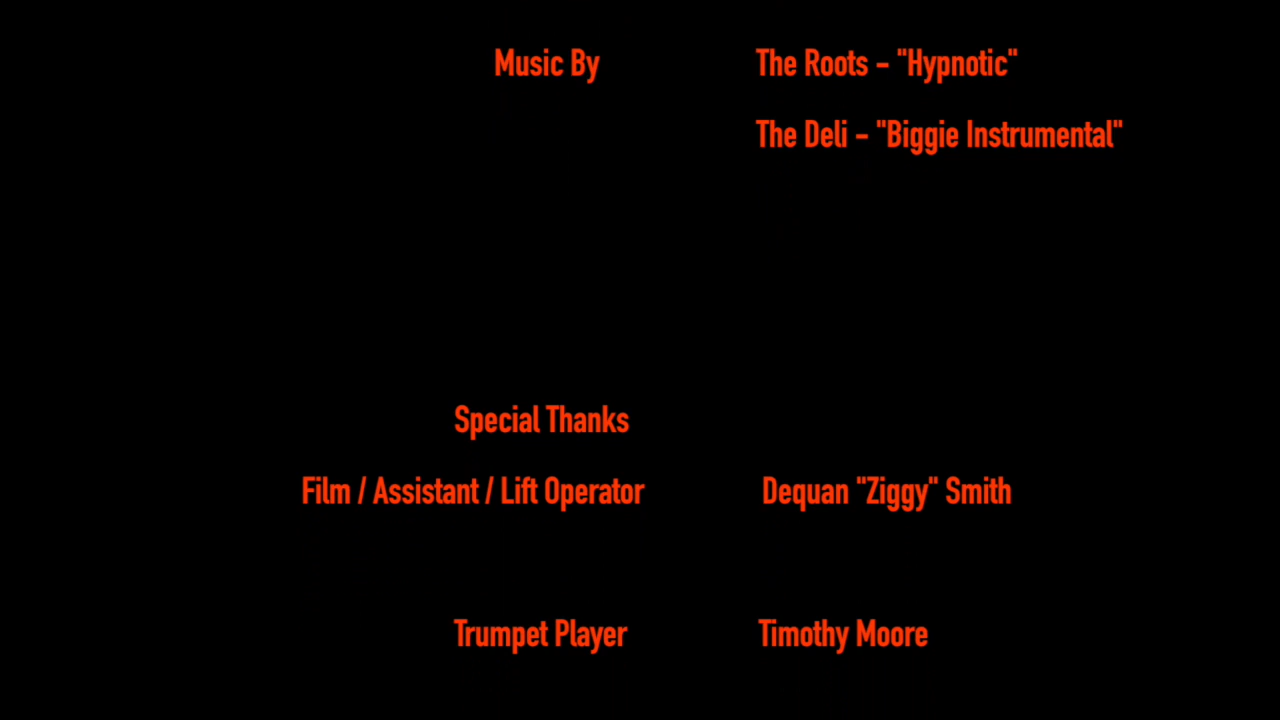 Music By The Roots - "Hypnotic"
The Deli - "Biggie Instrumental"
Special Thanks
Film / Assistant / Lift Operator Dequan "Ziggy" Smith
Trumpet Player Timothy Moore